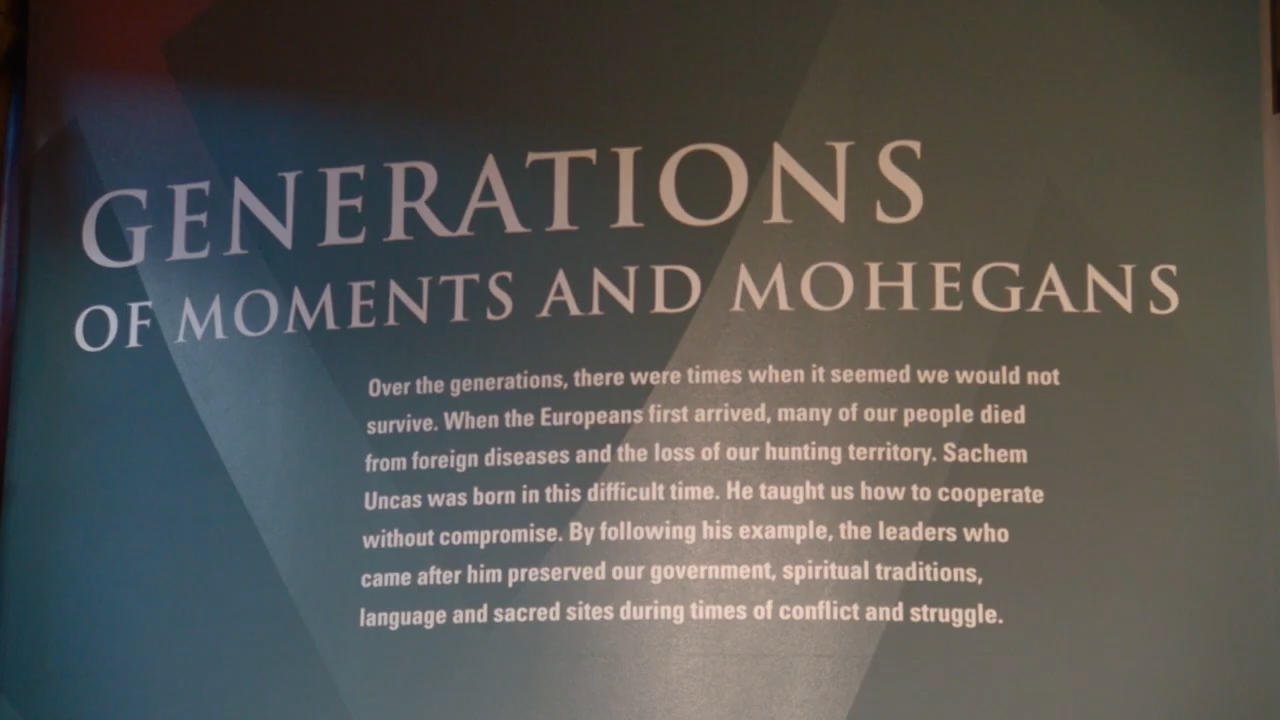 GENERATIONS
OF MOMENTS AND MOHEGANS
Over the generations, there were times when it seemed we would not
survive. When the Europeans first arrived, many of our people died
from foreign diseases and the loss of our hunting territory. Sachem
Uncas was born in this difficult time. He taught us how to cooperate
without compromise. By following his example, the leaders who
came after him preserved our government, spiritual traditions,
language and sacred sites during times of conflict and struggle.